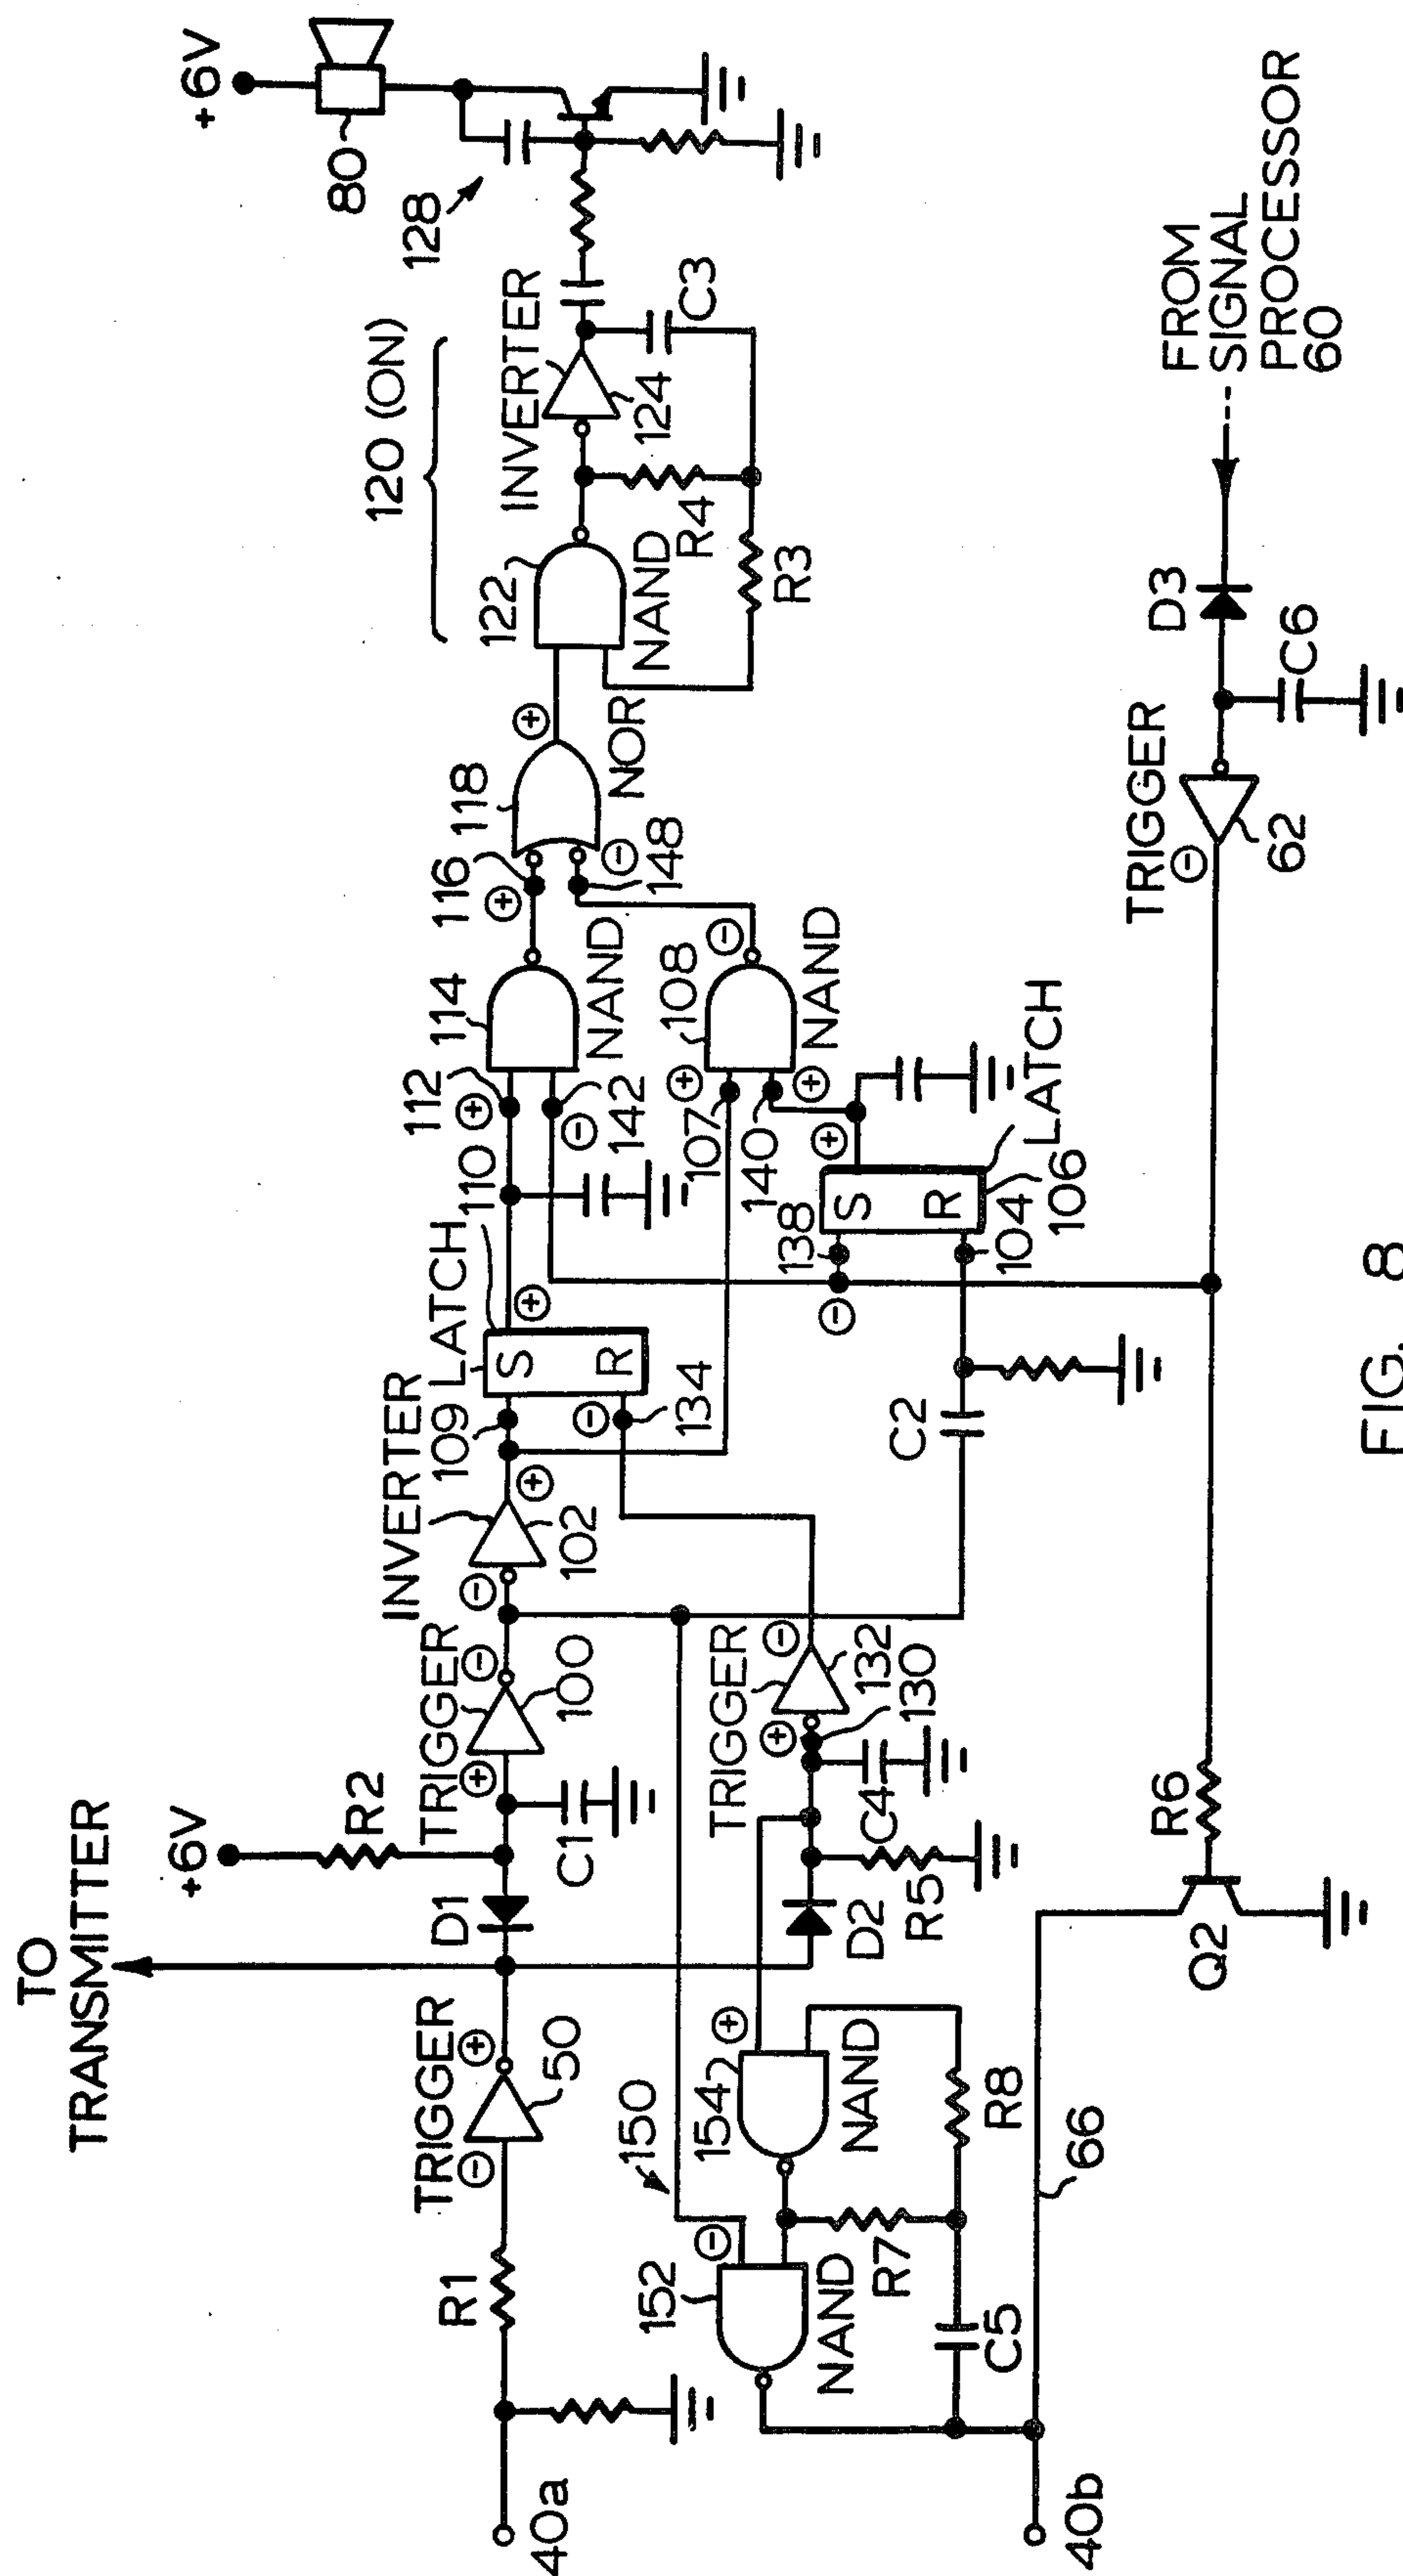 TO
TRANSMITTER
+6V
R2
D1
C1
TRIGGER
⊖
⊕
50
R1
40a
TRIGGER
⊕
⊖
100
INVERTER
⊖
⊕
102
109
LATCH
110
S
R
⊕
⊖
134
112
⊕
⊖
142
114
NAND
116
⊕
118
⊖
148
NOR
⊕
120 (ON)
122
NAND
R4
R3
INVERTER
124
C3
128
80
+6V
107
⊕
140
⊕
108
NAND
⊖
138
⊖
S
R
⊕
LATCH
106
104
C2
TRIGGER
⊕
⊖
132
130
C4
R5
D2
150
152
⊖
NAND
154
⊕
NAND
R7
R8
C5
66
40b
Q2
R6
TRIGGER
⊖
62
D3
C6
FROM
SIGNAL
PROCESSOR
60
FIG. 8